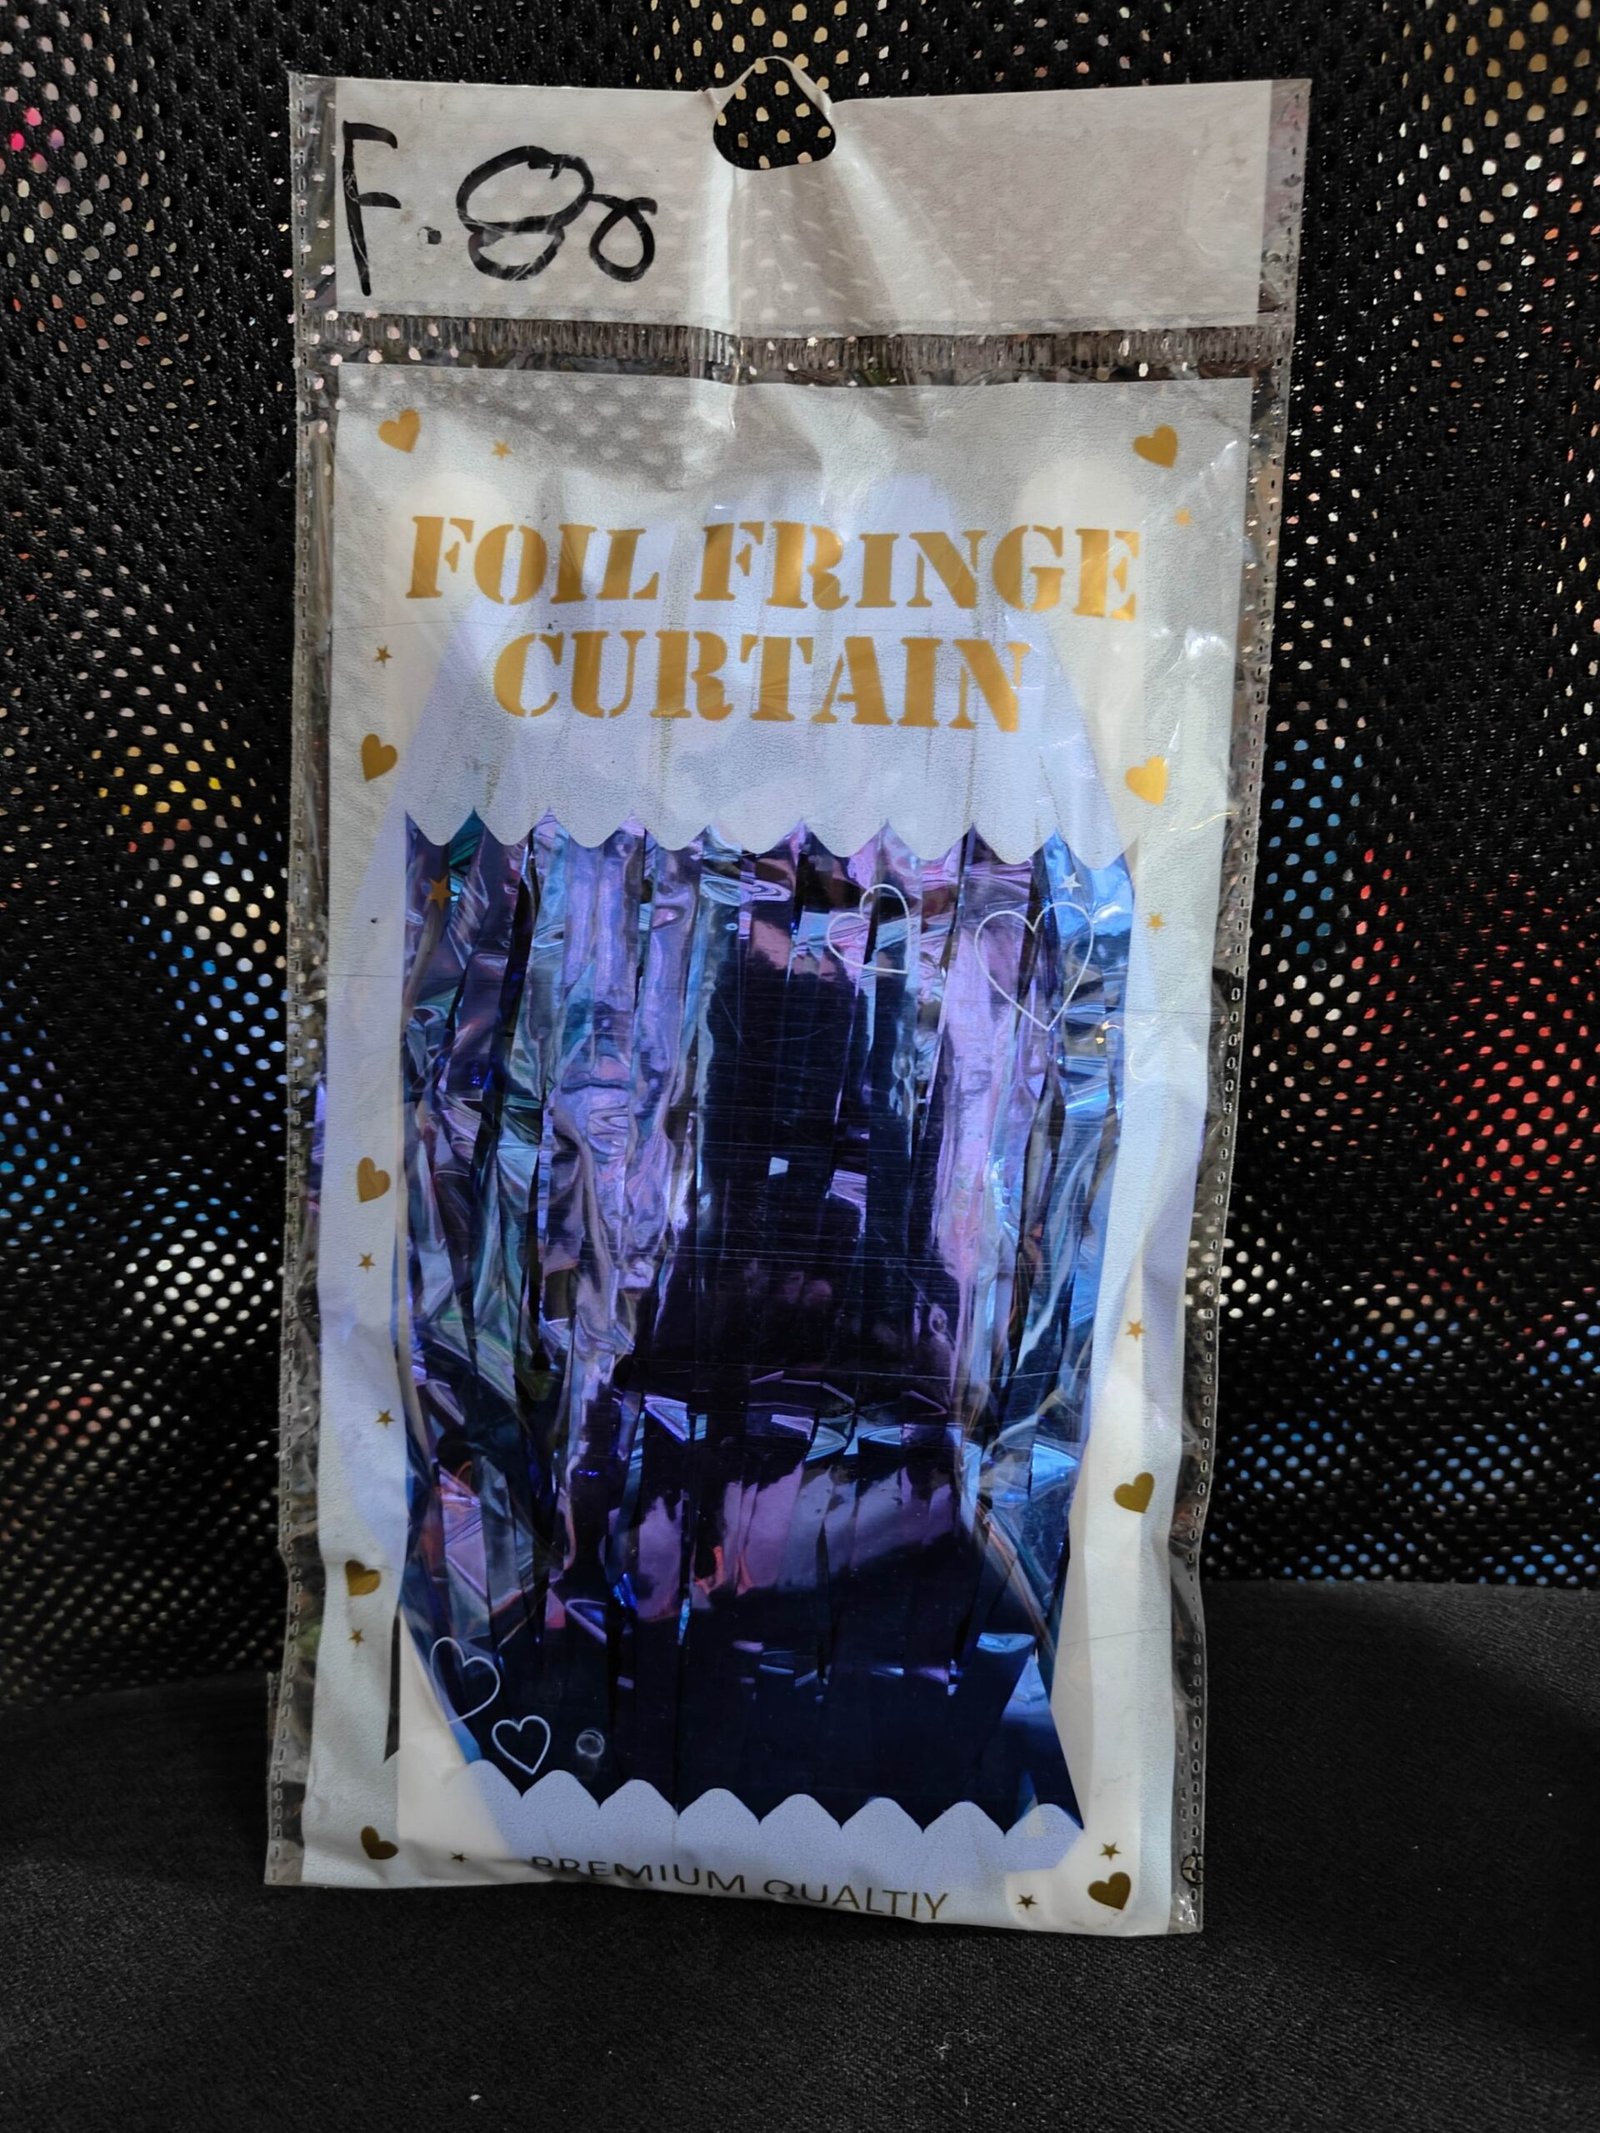 F. 80
FOIL FRINGE
CURTAIN
PREMIUM QUALTIY